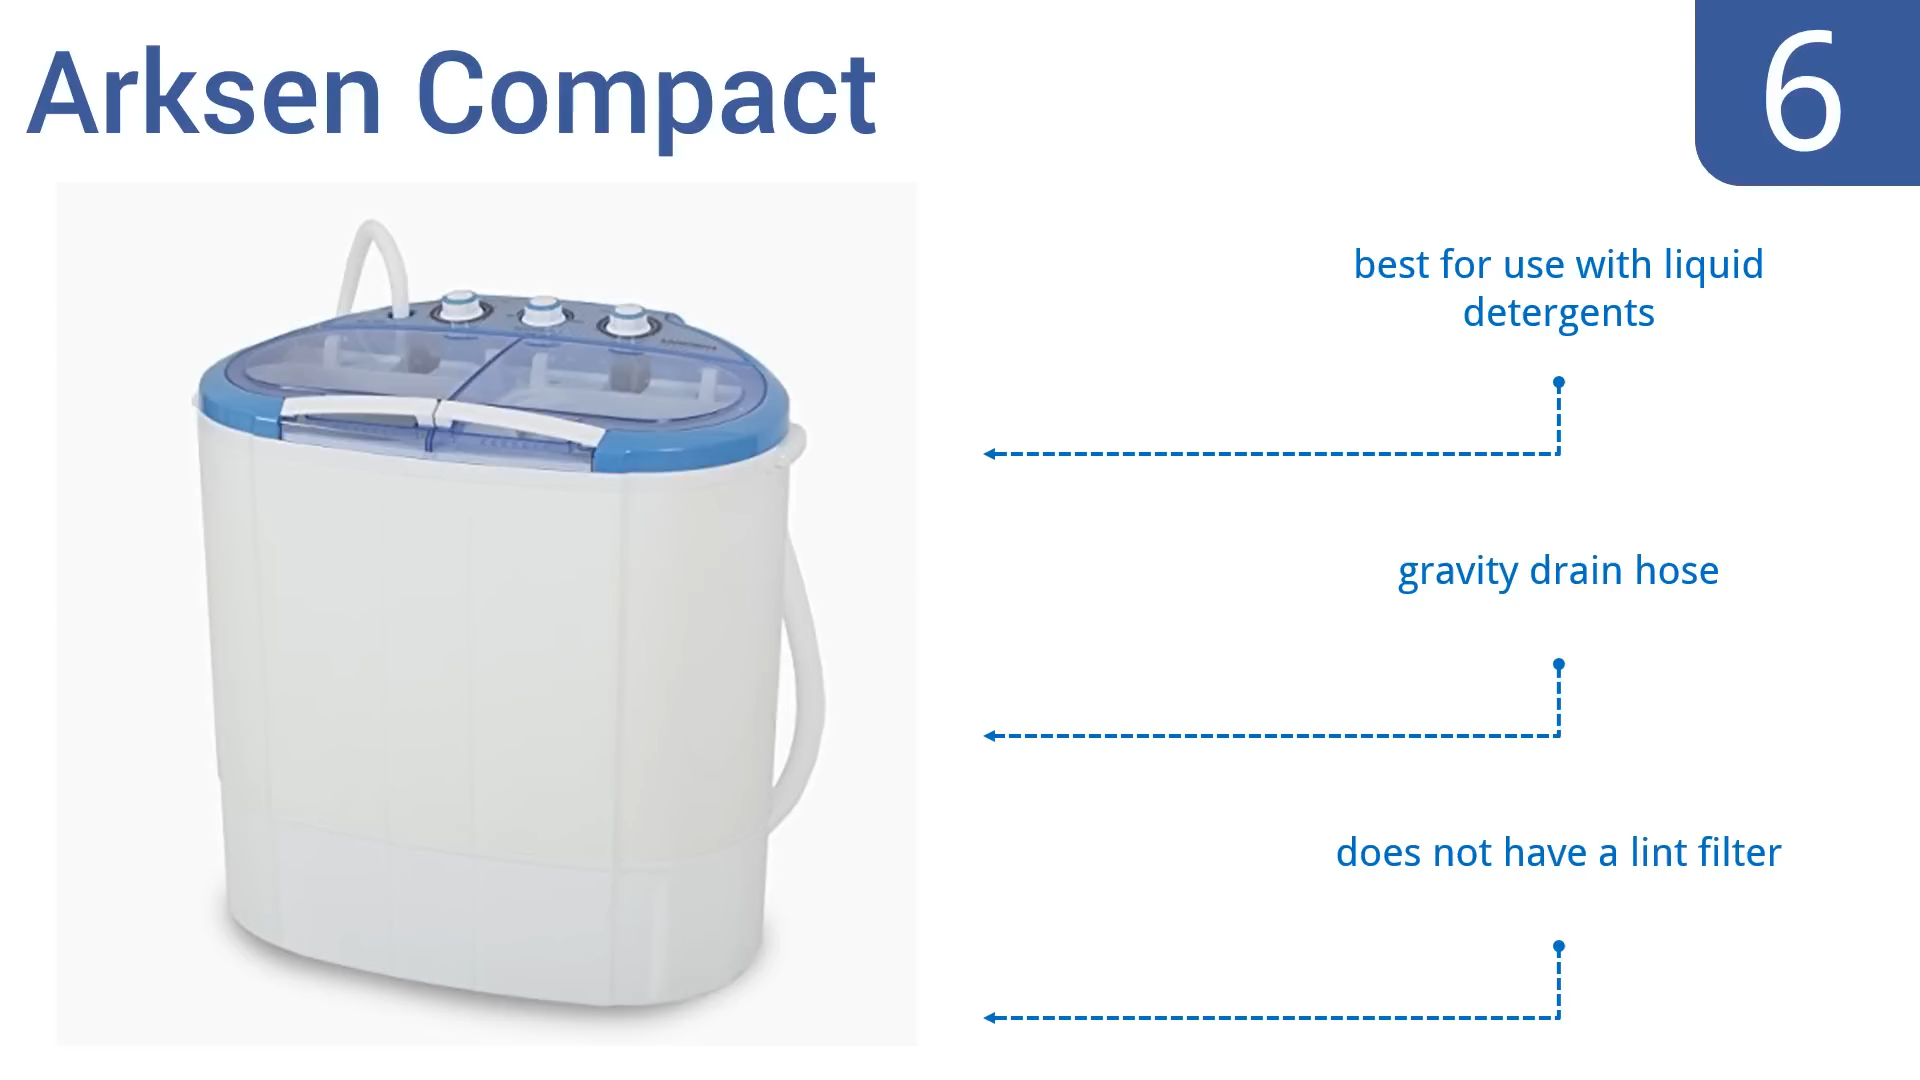 Arksen Compact
6
best for use with liquid
detergents
gravity drain hose
does not have a lint filter